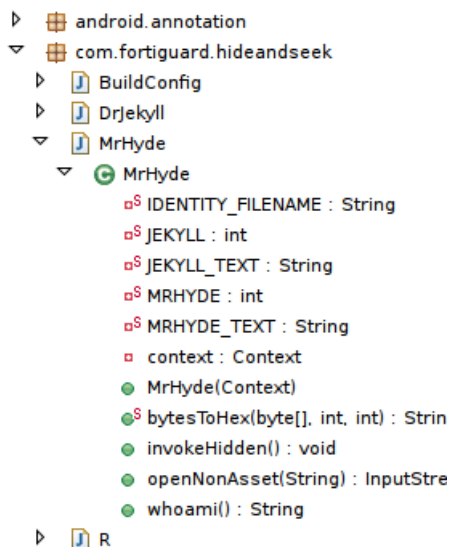 android.annotation
com.fortiguard.hideandseek
J BuildConfig
J DrJekyll
J MrHyde
C MrHyde
S IDENTITY_FILENAME : String
S JEKYLL : int
S JEKYLL_TEXT : String
S MRHYDE : int
S MRHYDE_TEXT : String
context : Context
MrHyde(Context)
S bytesToHex(byte[], int, int) : Strin
invokeHidden() : void
openNonAsset(String) : InputStre
whoami() : String
J R